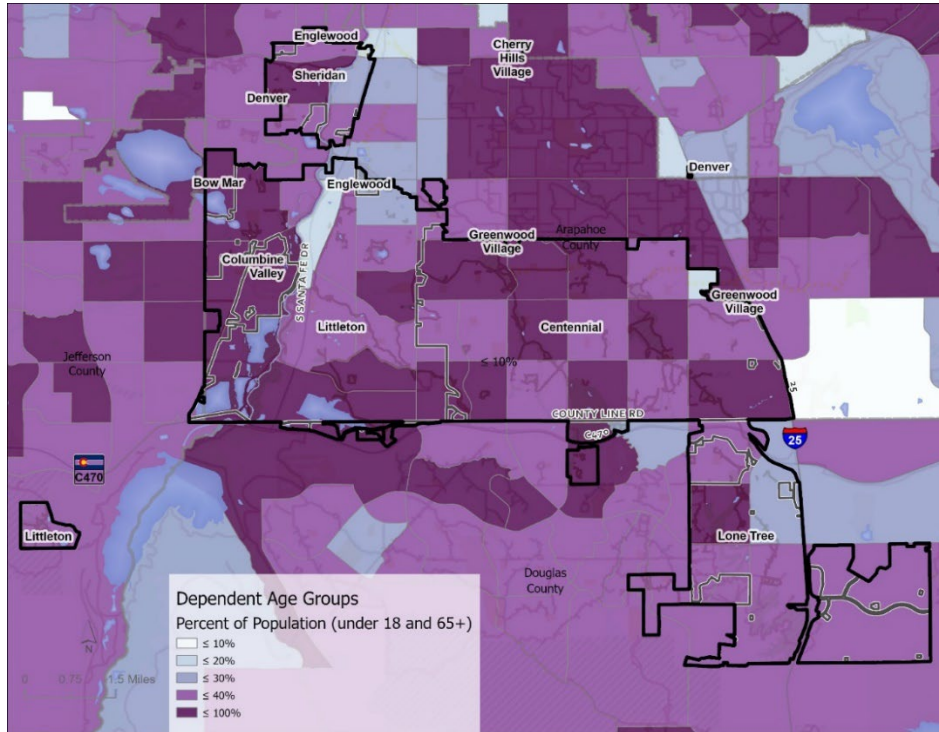 Englewood
Sheridan
Cherry
Hills
Village
Denver
Denver
Bow Mar
Englewood
Greenwood
Village
Arapahoe
County
Columbine
Valley
S SANTA FE DR
Greenwood
Village
Littleton
Centennial
Jefferson
County
≤ 10%
25
COUNTY LINE RD
C470
25
C470
Littleton
Lone Tree
Douglas
County
Dependent Age Groups
Percent of Population (under 18 and 65+)
≤ 10%
≤ 20%
≤ 30%
≤ 40%
≤ 100%
N
0 0.75 1.5 Miles